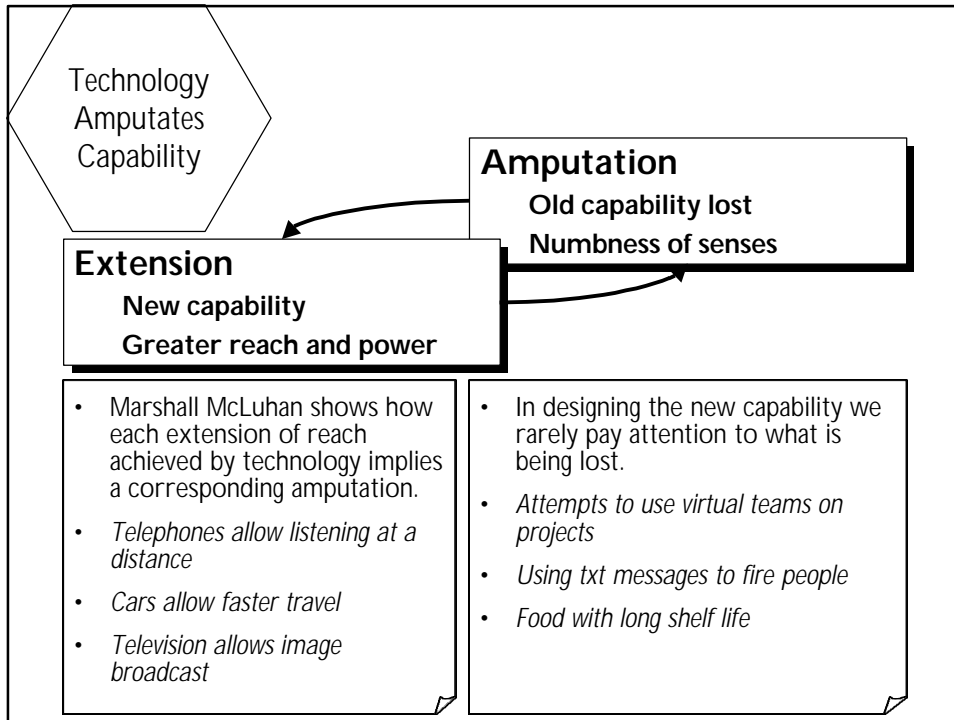 Technology
Amputates
Capability
Amputation
Old capability lost
Numbness of senses
Extension
New capability
Greater reach and power
• Marshall McLuhan shows how
each extension of reach
achieved by technology implies
a corresponding amputation.
• Telephones allow listening at a
distance
• Cars allow faster travel
• Television allows image
broadcast
• In designing the new capability we
rarely pay attention to what is
being lost.
• Attempts to use virtual teams on
projects
• Using txt messages to fire people
• Food with long shelf life